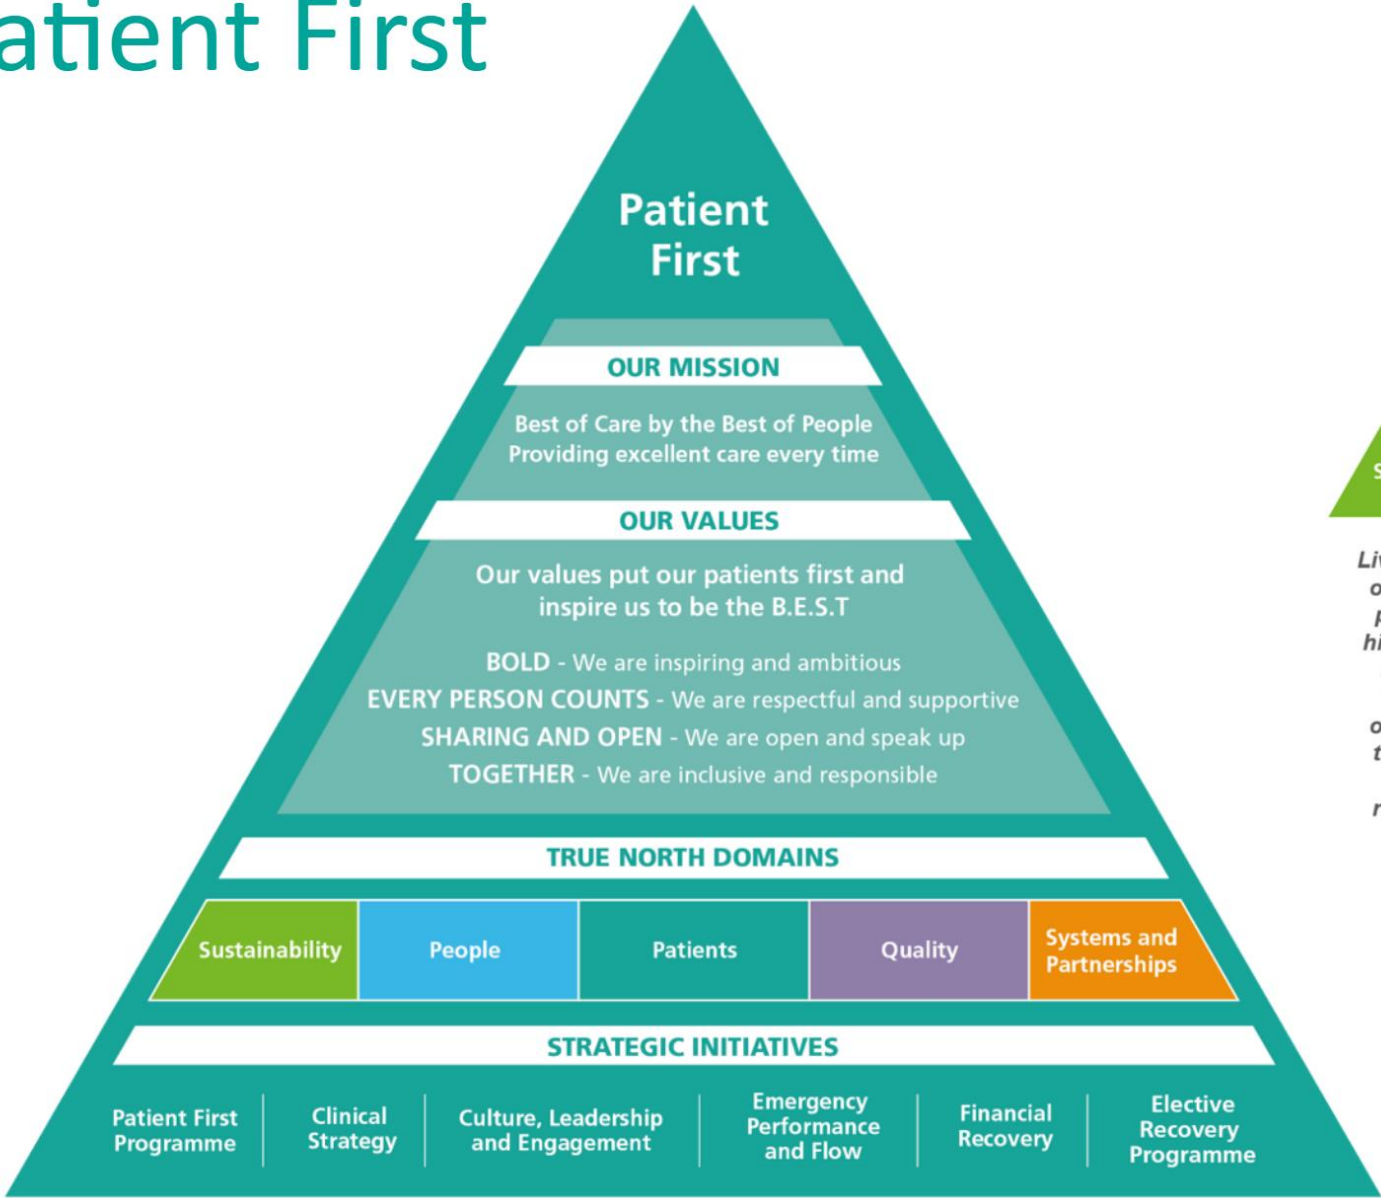 atient First
Patient
First
OUR MISSION
Best of Care by the Best of People
Providing excellent care every time
OUR VALUES
Our values put our patients first and
inspire us to be the B.E.S.T
BOLD - We are inspiring and ambitious
EVERY PERSON COUNTS - We are respectful and supportive
SHARING AND OPEN - We are open and speak up
TOGETHER - We are inclusive and responsible
TRUE NORTH DOMAINS
Sustainability
People
Patients
Quality
Systems and
Partnerships
STRATEGIC INITIATIVES
Patient First
Programme
Clinical
Strategy
Culture, Leadership
and Engagement
Emergency
Performance
and Flow
Financial
Recovery
Elective
Recovery
Programme